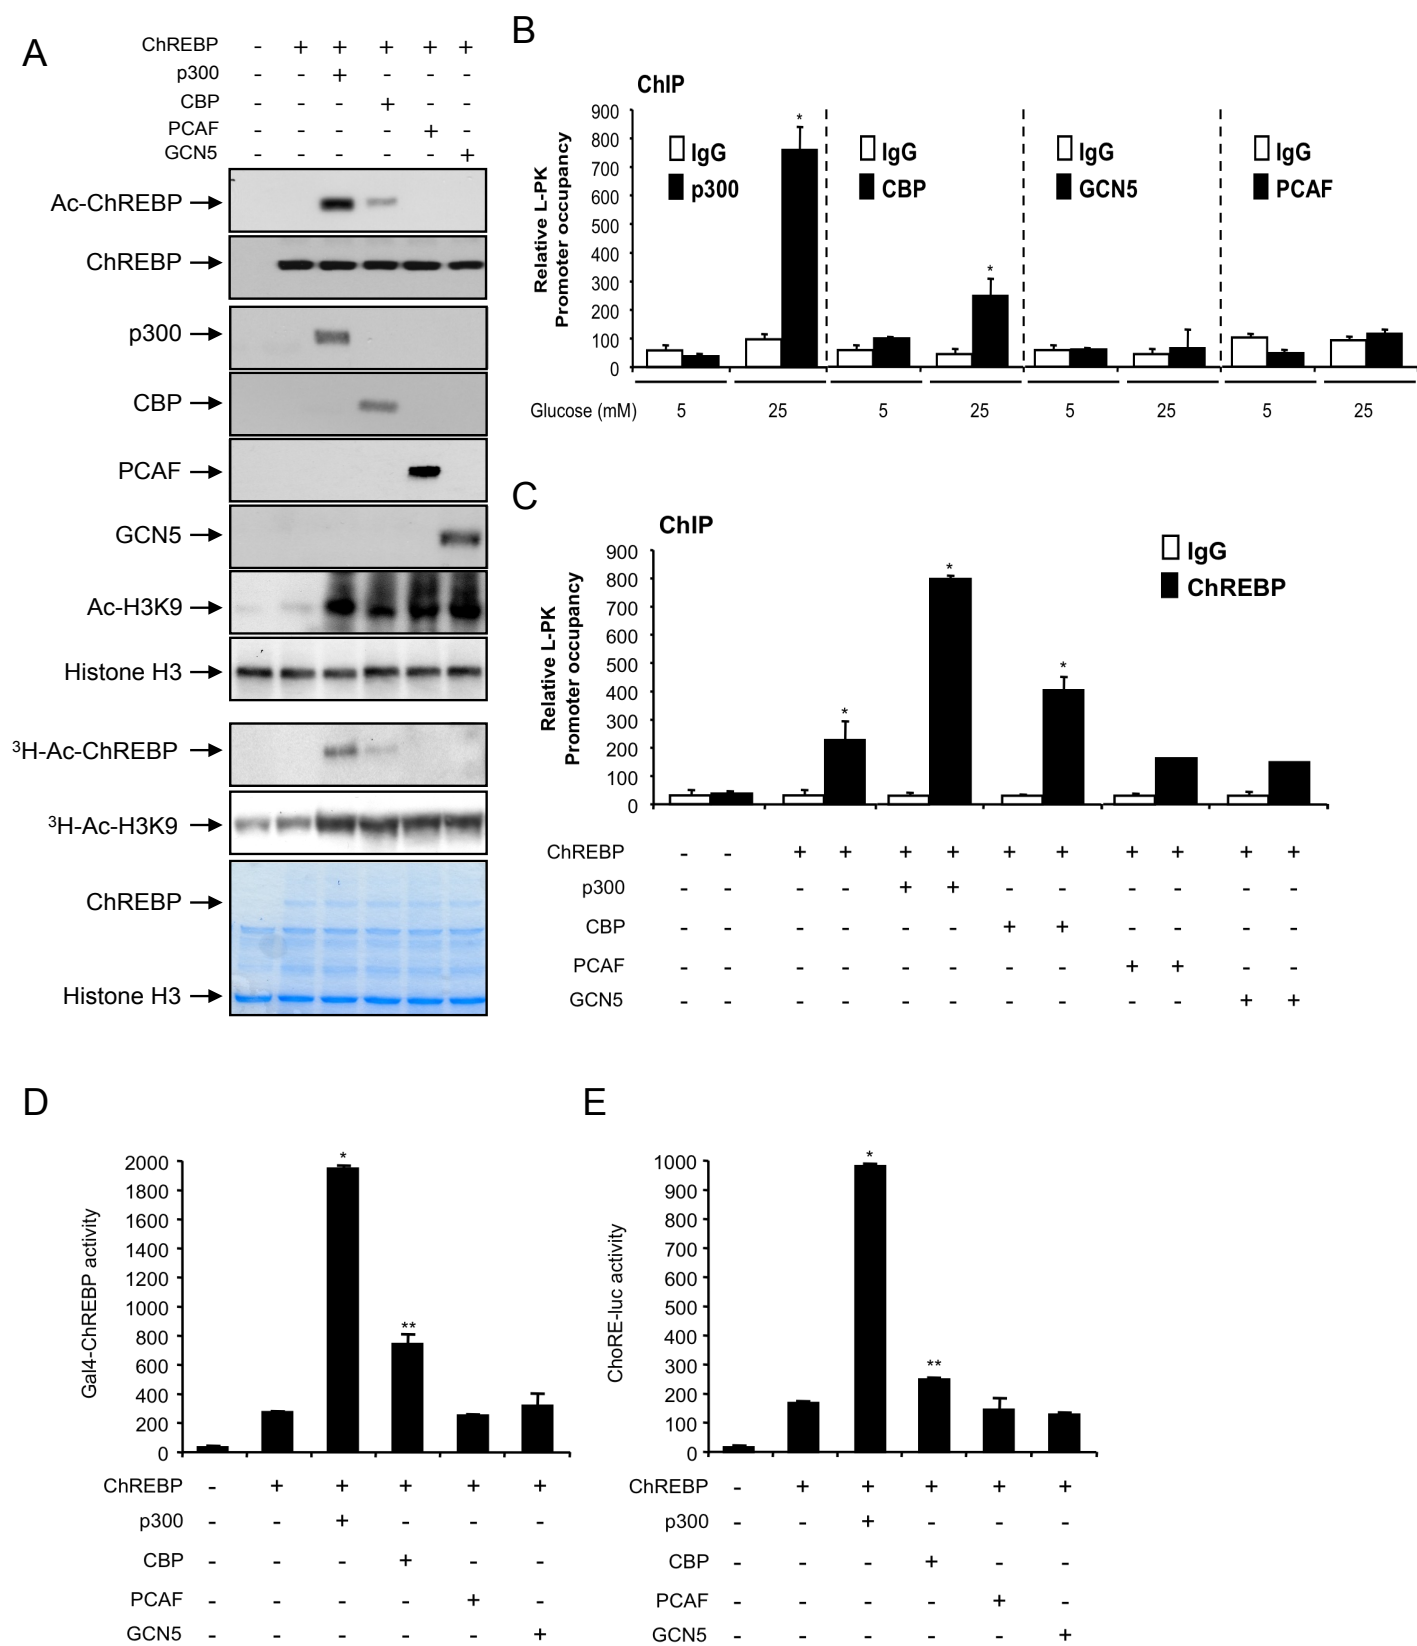 A
ChREBP - + + + + +
p300 - - + - - -
CBP - - - + - -
PCAF - - - - + -
GCN5 - - - - - +
Ac-ChREBP
ChREBP
p300
CBP
PCAF
GCN5
Ac-H3K9
Histone H3
³H-Ac-ChREBP
³H-Ac-H3K9
ChREBP
Histone H3
B
ChIP
Relative L-PK
Promoter occupancy
900
800
700
600
500
400
300
200
100
0
IgG
p300
IgG
CBP
IgG
GCN5
IgG
PCAF
*
*
Glucose (mM) 5 25 5 25 5 25 5 25
C
ChIP
Relative L-PK
Promoter occupancy
900
800
700
600
500
400
300
200
100
0
IgG
ChREBP
*
*
*
ChREBP - - + + + + + + + + + +
p300 - - - - + + - - - - - -
CBP - - - - - - + + - - - -
PCAF - - - - - - - - + + - -
GCN5 - - - - - - - - - - + +
D
Gal4-ChREBP activity
2000
1800
1600
1400
1200
1000
800
600
400
200
0
*
**
ChREBP - + + + + +
p300 - - + - - -
CBP - - - + - -
PCAF - - - - + -
GCN5 - - - - - +
E
ChoRE-luc activity
1000
900
800
700
600
500
400
300
200
100
0
*
**
ChREBP - + + + + +
p300 - - + - - -
CBP - - - + - -
PCAF - - - - + -
GCN5 - - - - - +